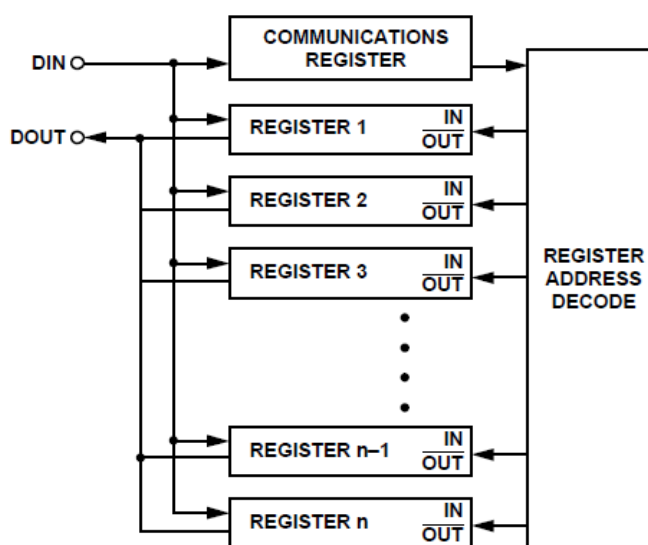 COMMUNICATIONS
REGISTER
DIN
DOUT
REGISTER 1
IN
OUT
REGISTER 2
IN
OUT
REGISTER 3
IN
OUT
REGISTER
ADDRESS
DECODE
REGISTER n–1
IN
OUT
REGISTER n
IN
OUT